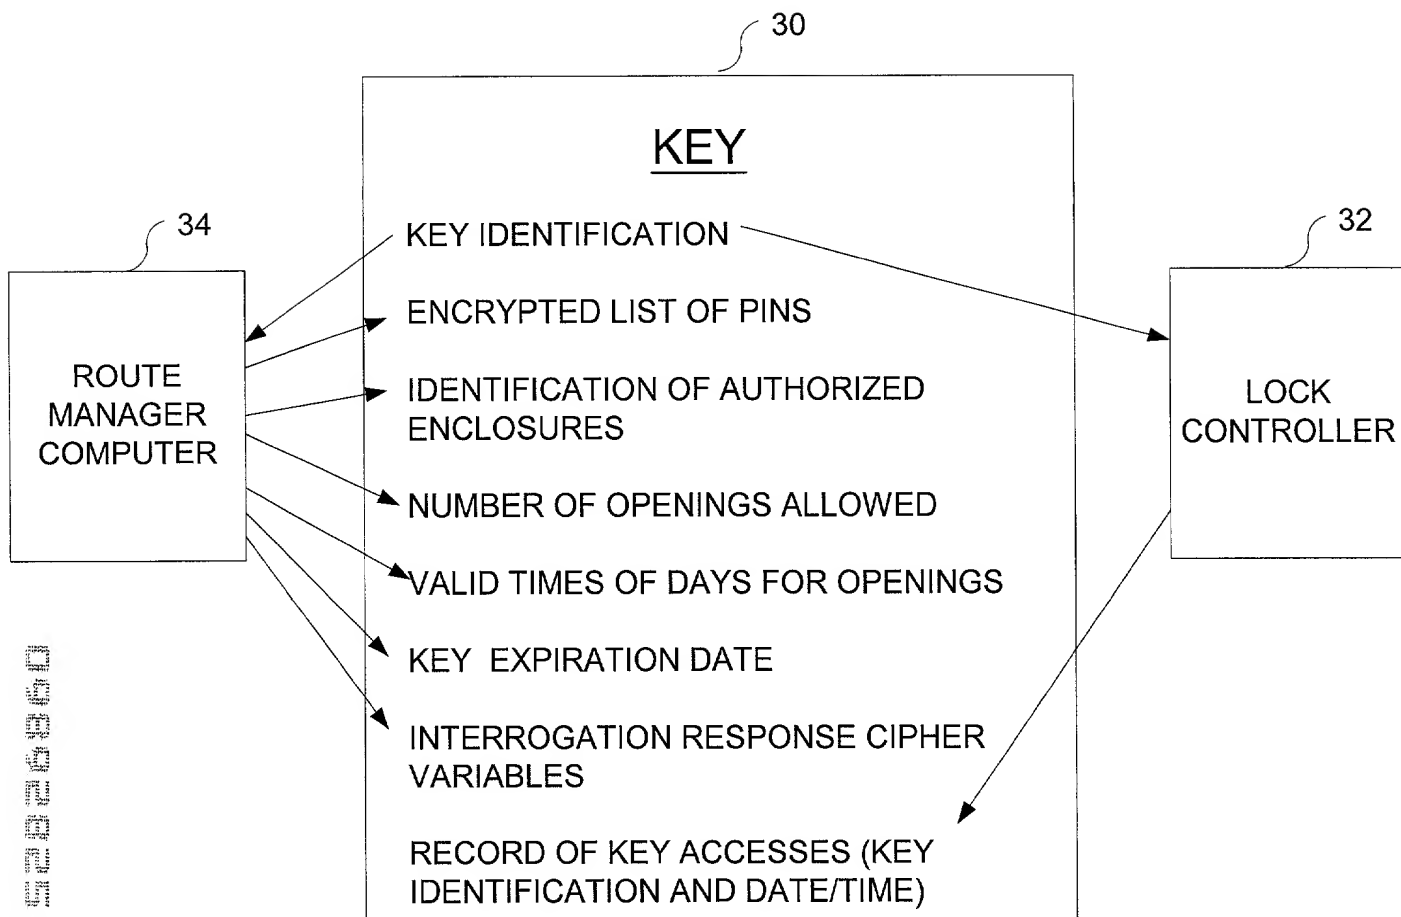 30
KEY
34
32
KEY IDENTIFICATION
ENCRYPTED LIST OF PINS
IDENTIFICATION OF AUTHORIZED
ENCLOSURES
NUMBER OF OPENINGS ALLOWED
VALID TIMES OF DAYS FOR OPENINGS
KEY EXPIRATION DATE
INTERROGATION RESPONSE CIPHER
VARIABLES
RECORD OF KEY ACCESSES (KEY
IDENTIFICATION AND DATE/TIME)
ROUTE
MANAGER
COMPUTER
LOCK
CONTROLLER